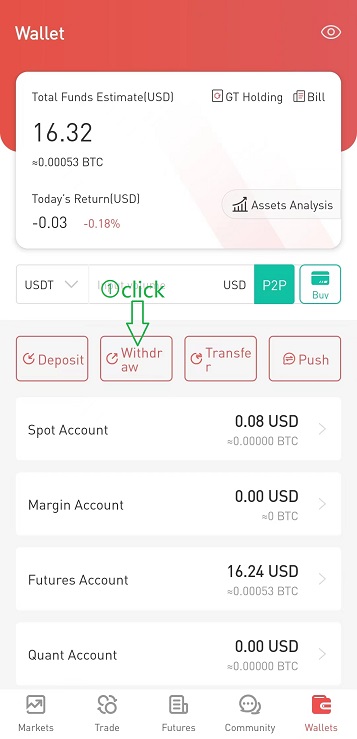 Wallet
Total Funds Estimate(USD) GT Holding Bill
16.32
≈0.00053 BTC
Today's Return(USD)
Assets Analysis
-0.03 -0.18%
①click
USDT USD P2P
Buy
Deposit Withdr
aw Transfe
r Push
Spot Account 0.08 USD
≈0.00000 BTC
Margin Account 0.00 USD
≈0 BTC
Futures Account 16.24 USD
≈0.00053 BTC
Quant Account 0.00 USD
≈0.00000 BTC
Markets Trade Futures Community Wallets